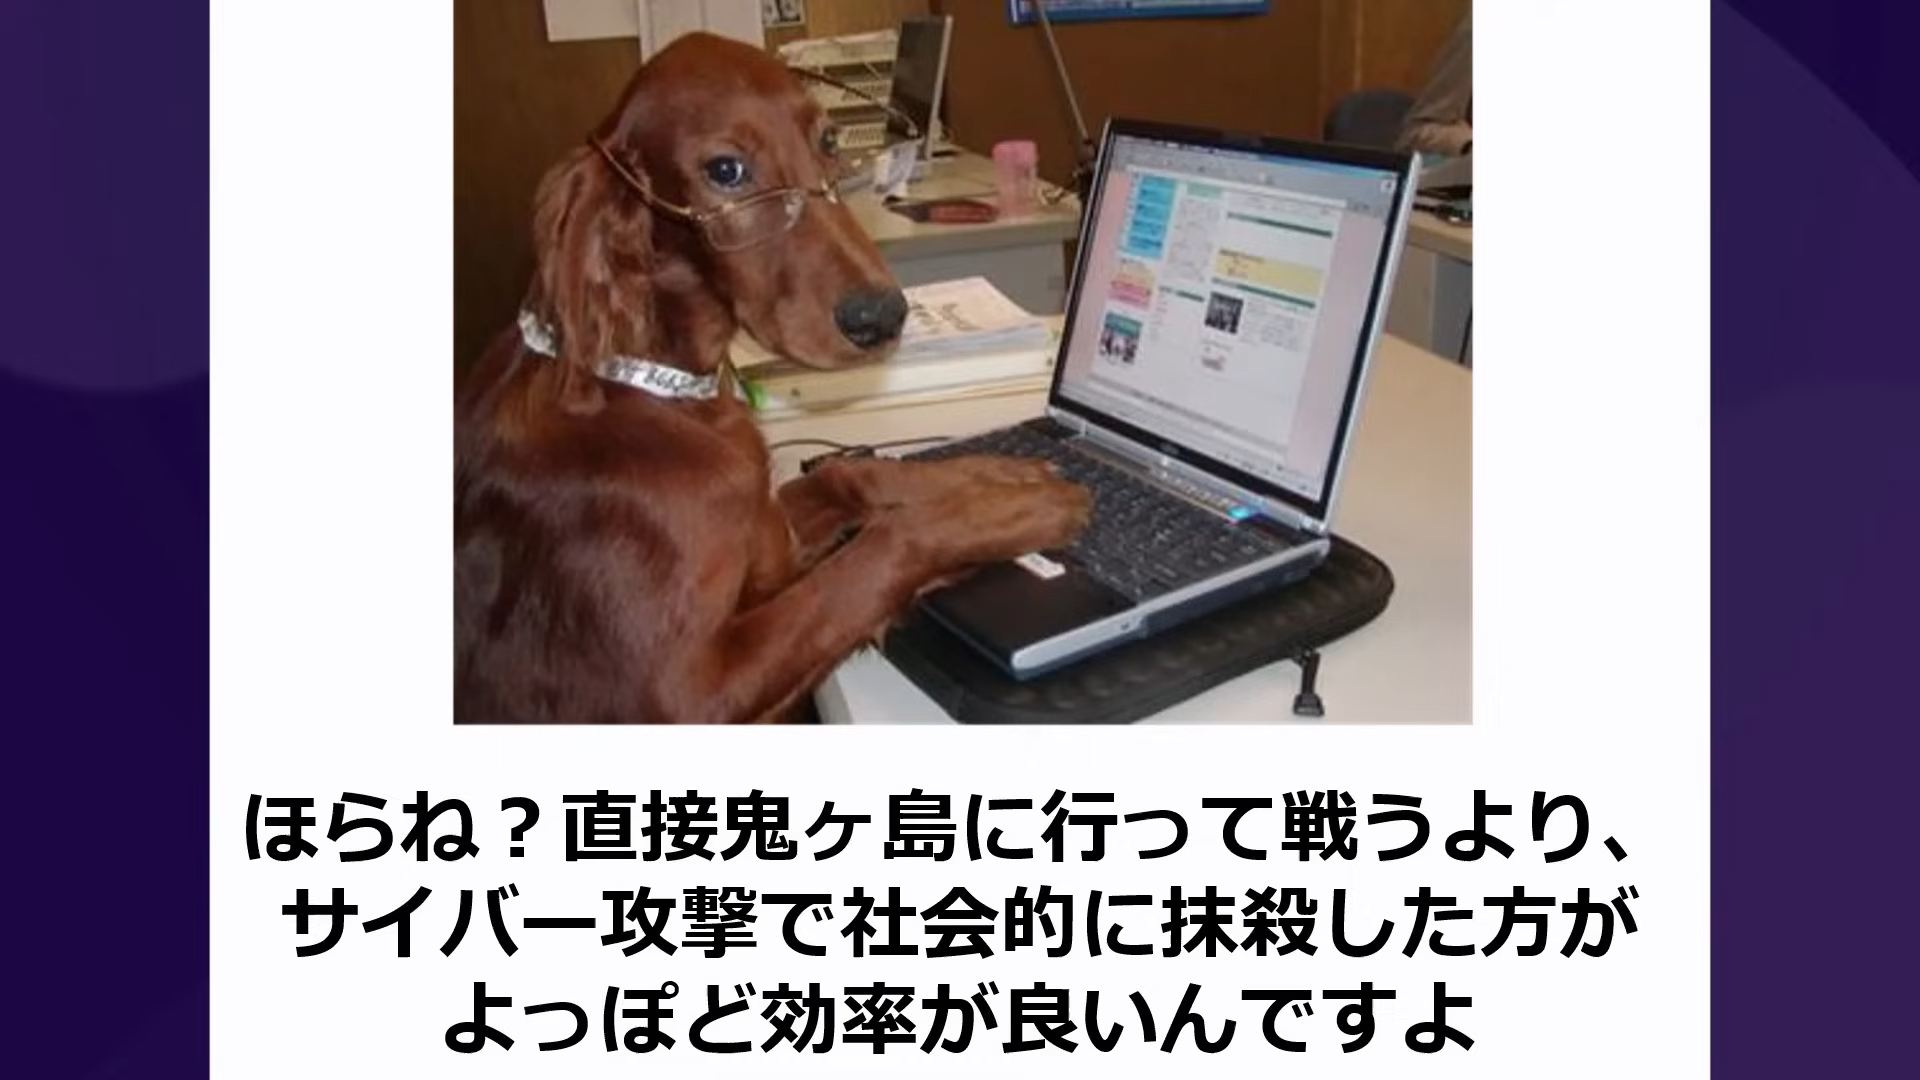 ほらね？直接鬼ヶ島に行って戦うより、
サイバー攻撃で社会的に抹殺した方が
よっぽど効率が良いんですよ